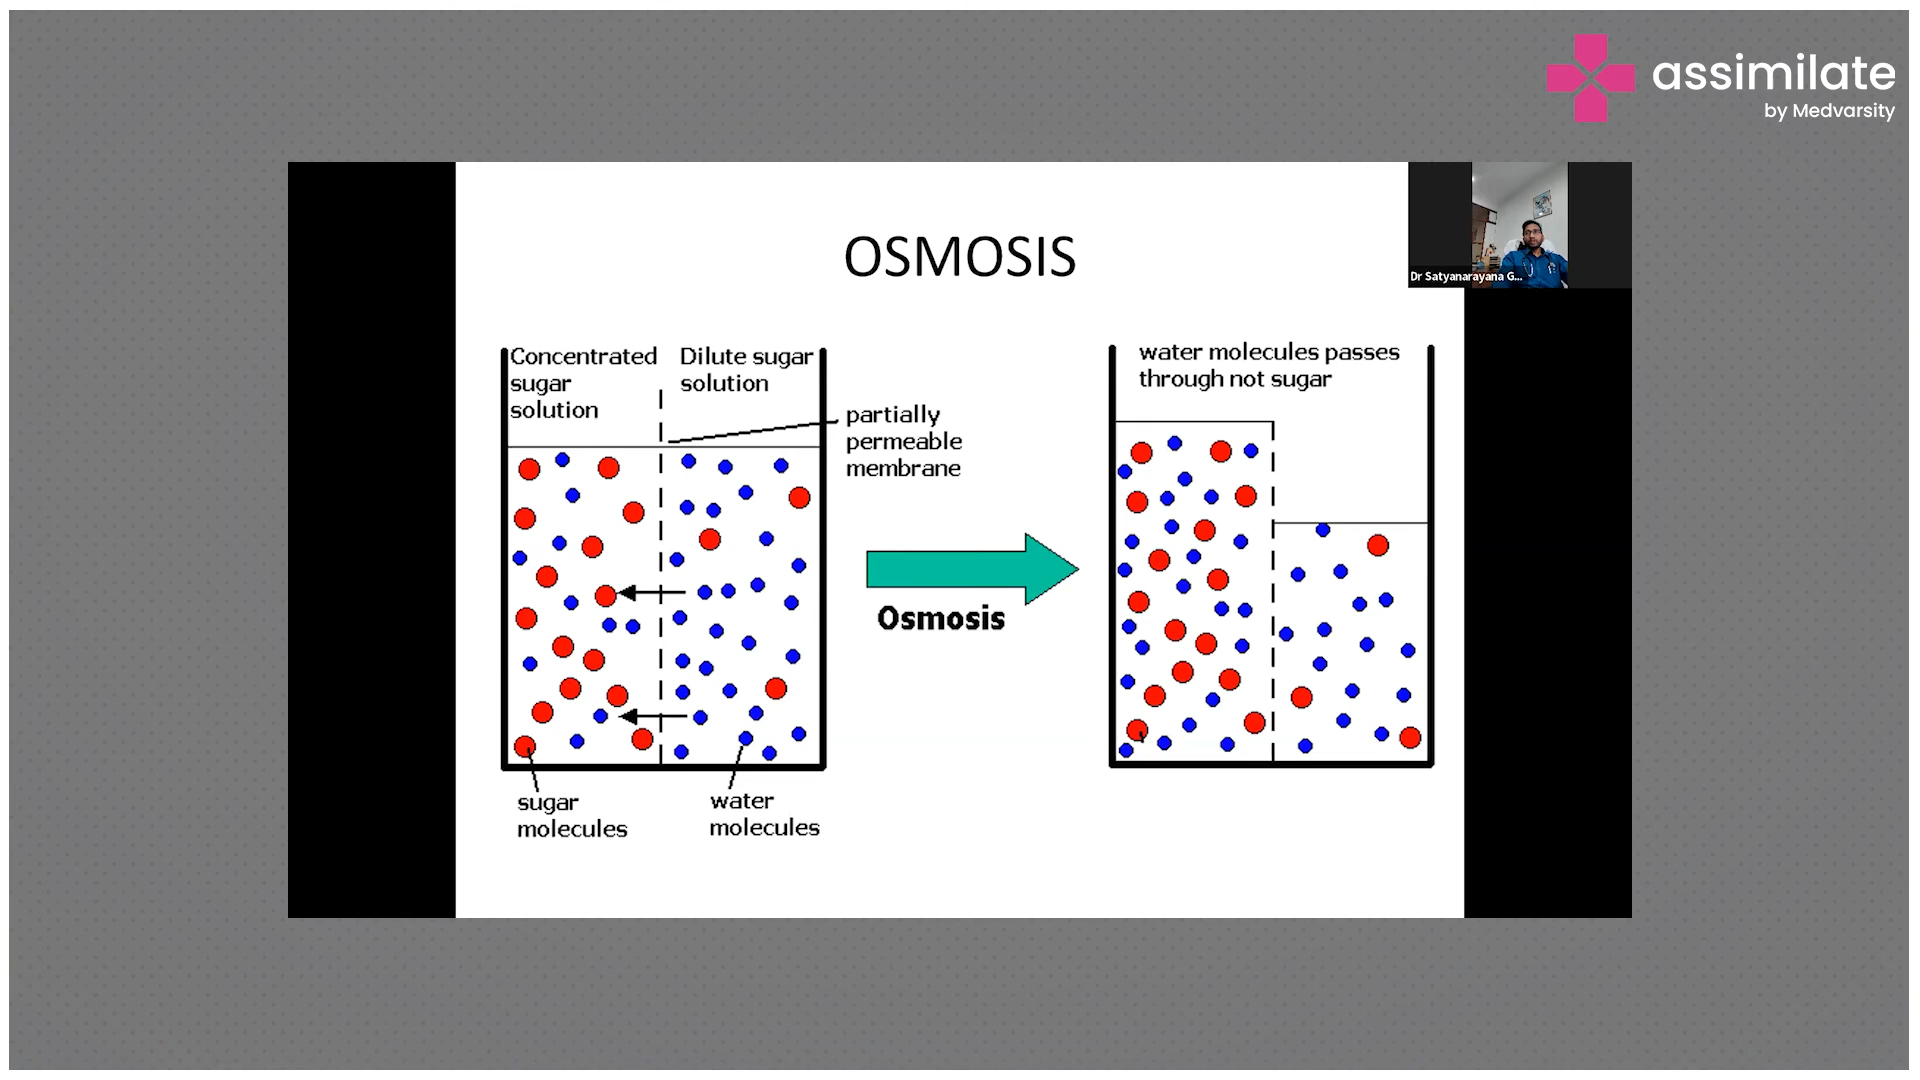 assimilate
by Medvarsity
OSMOSIS
Dr Satyanarayana G...
Concentrated
sugar
solution
Dilute sugar
solution
partially
permeable
membrane
water molecules passes
through not sugar
Osmosis
sugar
molecules
water
molecules